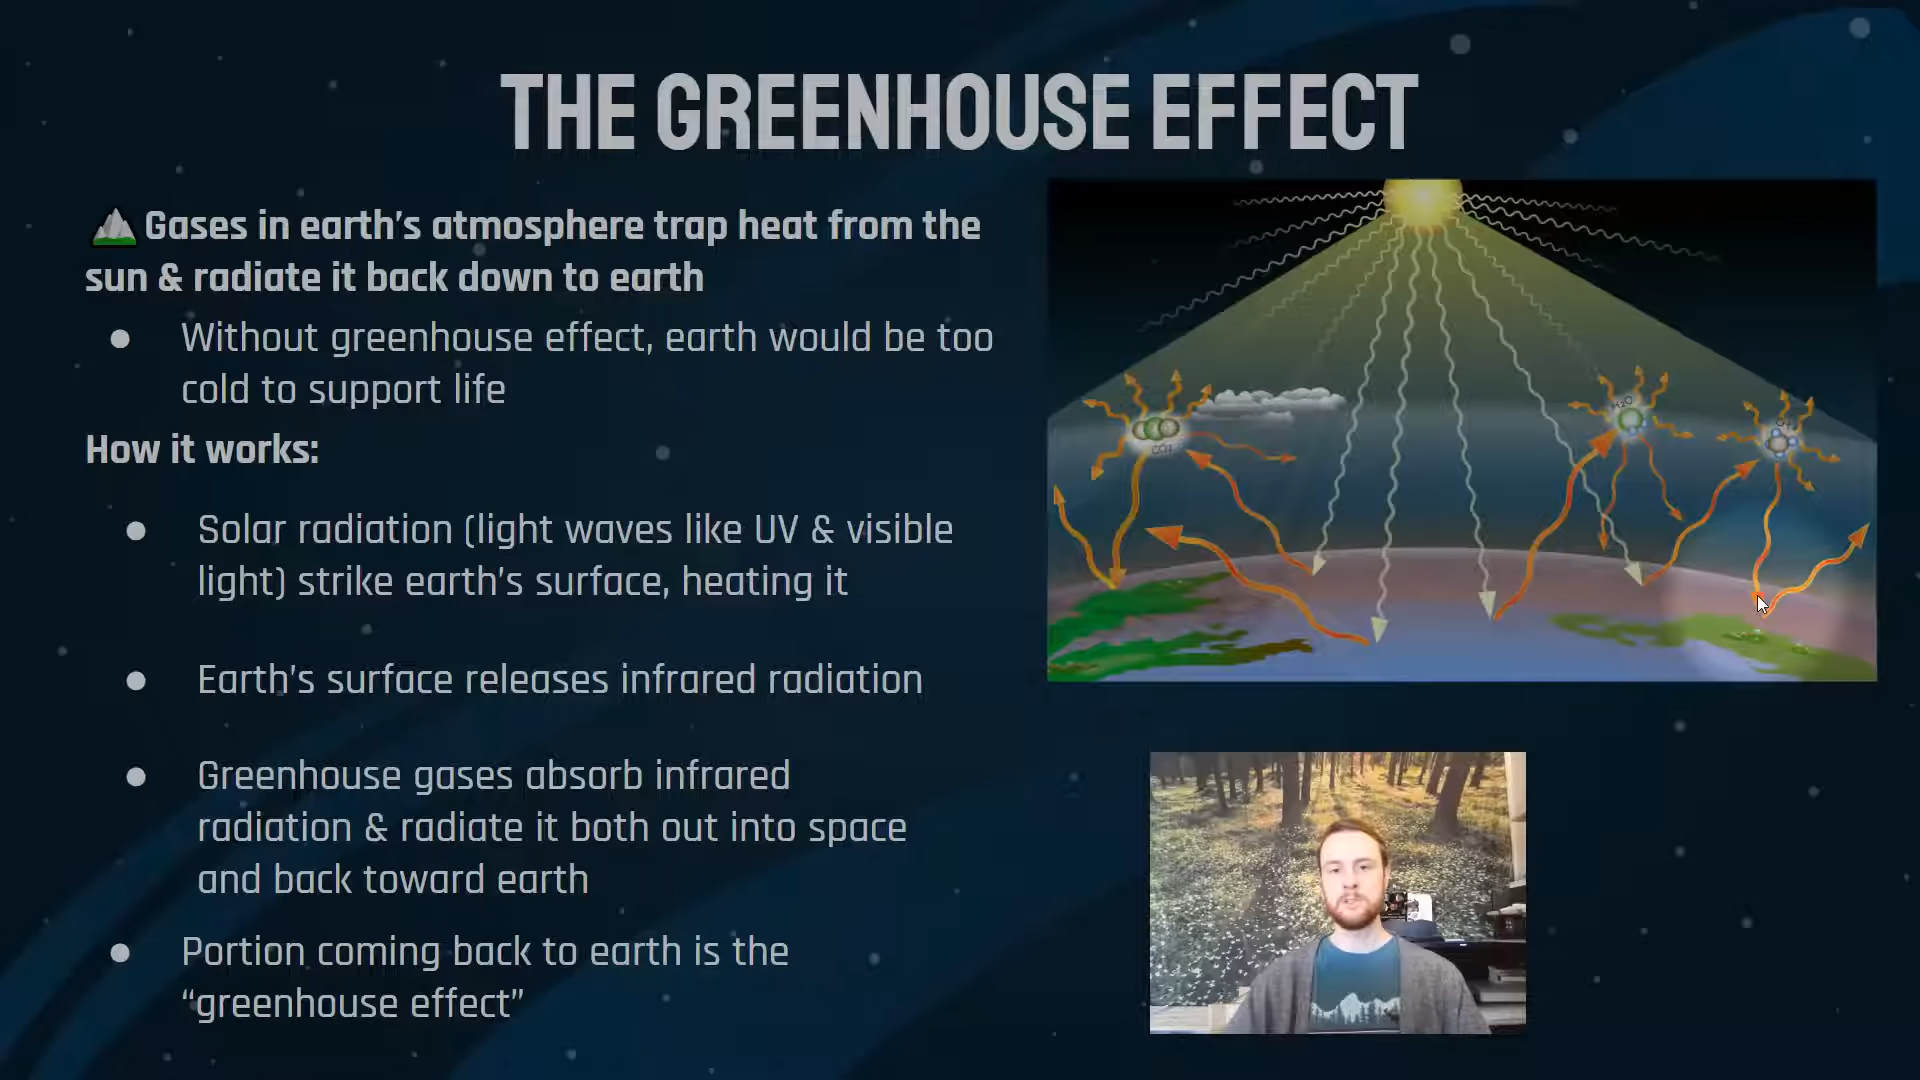 THE GREENHOUSE EFFECT
Gases in earth's atmosphere trap heat from the
sun & radiate it back down to earth
● Without greenhouse effect, earth would be too
cold to support life
How it works:
● Solar radiation (light waves like UV & visible
light) strike earth's surface, heating it
● Earth's surface releases infrared radiation
● Greenhouse gases absorb infrared
radiation & radiate it both out into space
and back toward earth
● Portion coming back to earth is the
“greenhouse effect”
CO₂
H₂O